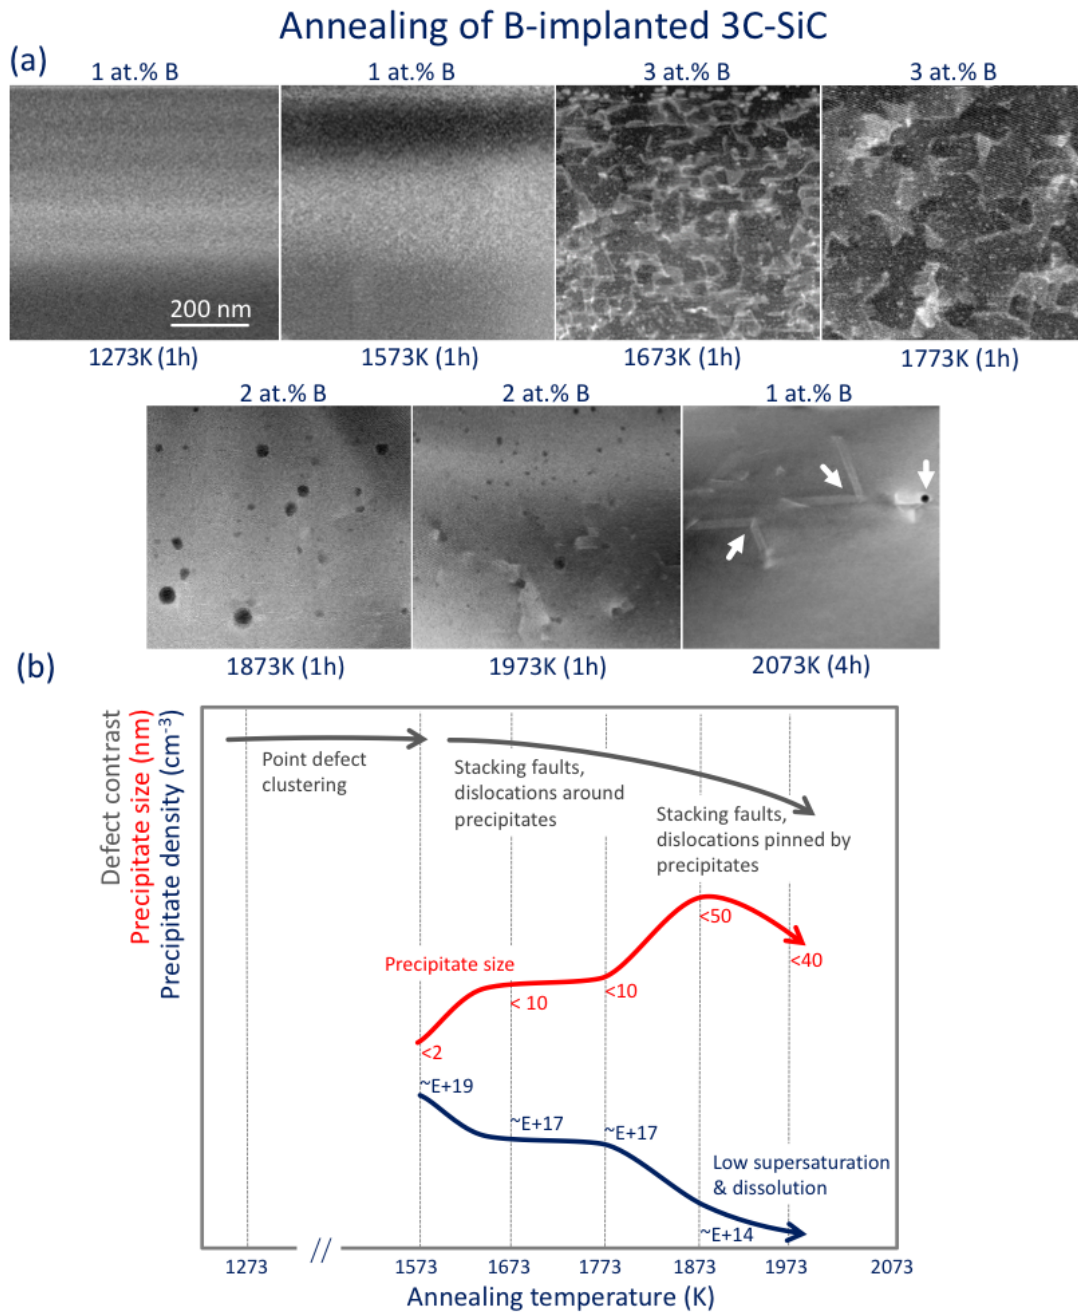 Annealing of B-implanted 3C-SiC
(a)
1 at.% B
1 at.% B
3 at.% B
3 at.% B
200 nm
1273K (1h)
1573K (1h)
1673K (1h)
1773K (1h)
2 at.% B
2 at.% B
1 at.% B
1873K (1h)
1973K (1h)
2073K (4h)
(b)
Defect contrast
Precipitate size (nm)
Precipitate density (cm⁻³)
Point defect
clustering
Stacking faults,
dislocations around
precipitates
Stacking faults,
dislocations pinned by
precipitates
Precipitate size
<2
< 10
<10
<50
<40
~E+19
~E+17
~E+17
~E+14
Low supersaturation
& dissolution
1273
//
1573
1673
1773
1873
1973
2073
Annealing temperature (K)